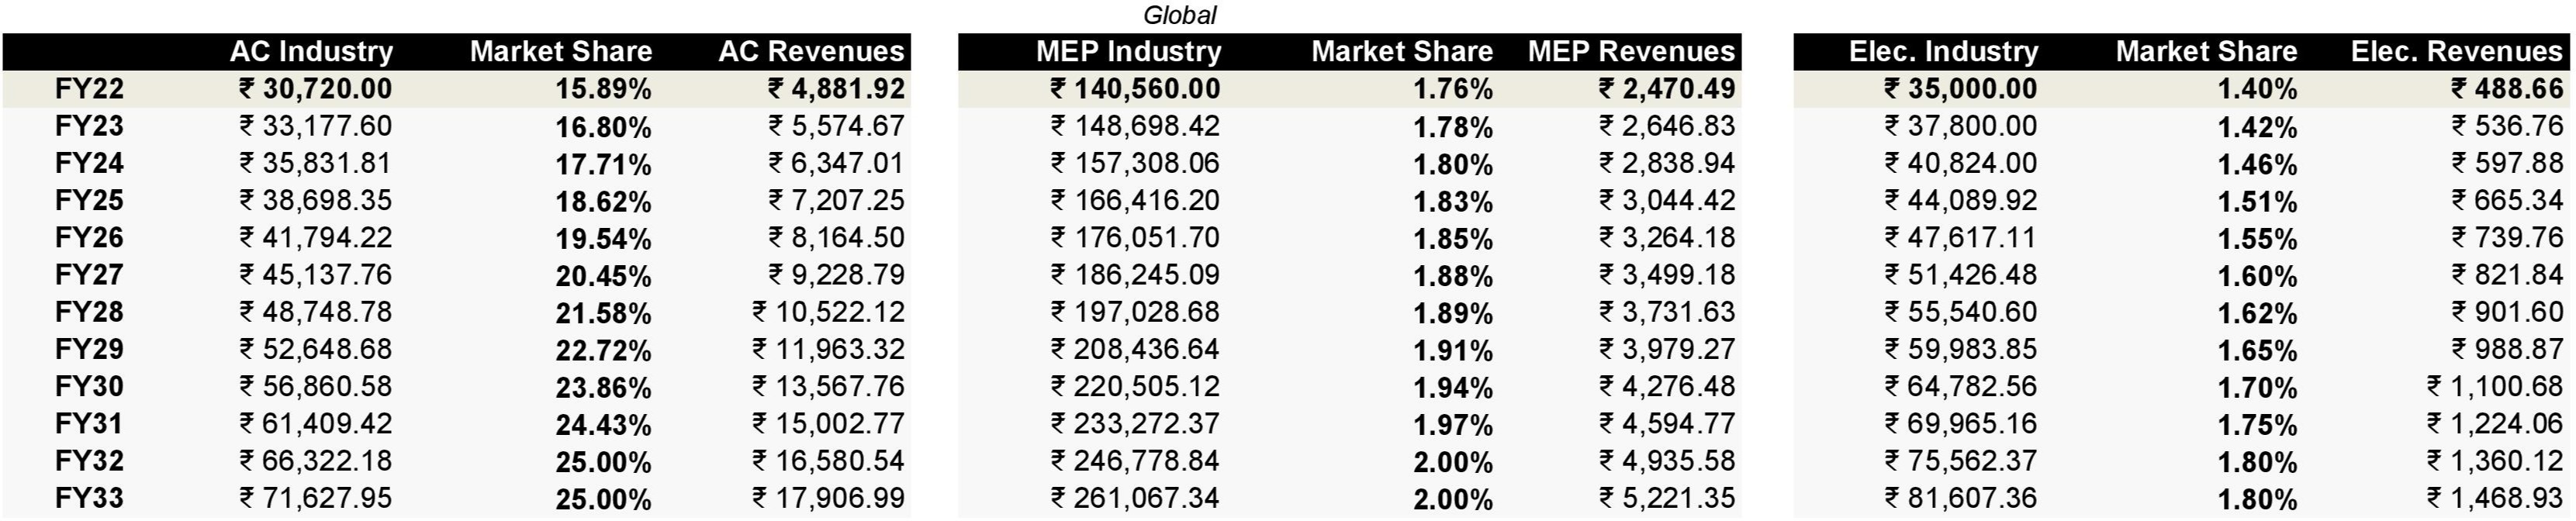 Global
AC Industry Market Share AC Revenues MEP Industry Market Share MEP Revenues Elec. Industry Market Share Elec. Revenues
FY22 ₹ 30,720.00 15.89% ₹ 4,881.92 ₹ 140,560.00 1.76% ₹ 2,470.49 ₹ 35,000.00 1.40% ₹ 488.66
FY23 ₹ 33,177.60 16.80% ₹ 5,574.67 ₹ 148,698.42 1.78% ₹ 2,646.83 ₹ 37,800.00 1.42% ₹ 536.76
FY24 ₹ 35,831.81 17.71% ₹ 6,347.01 ₹ 157,308.06 1.80% ₹ 2,838.94 ₹ 40,824.00 1.46% ₹ 597.88
FY25 ₹ 38,698.35 18.62% ₹ 7,207.25 ₹ 166,416.20 1.83% ₹ 3,044.42 ₹ 44,089.92 1.51% ₹ 665.34
FY26 ₹ 41,794.22 19.54% ₹ 8,164.50 ₹ 176,051.70 1.85% ₹ 3,264.18 ₹ 47,617.11 1.55% ₹ 739.76
FY27 ₹ 45,137.76 20.45% ₹ 9,228.79 ₹ 186,245.09 1.88% ₹ 3,499.18 ₹ 51,426.48 1.60% ₹ 821.84
FY28 ₹ 48,748.78 21.58% ₹ 10,522.12 ₹ 197,028.68 1.89% ₹ 3,731.63 ₹ 55,540.60 1.62% ₹ 901.60
FY29 ₹ 52,648.68 22.72% ₹ 11,963.32 ₹ 208,436.64 1.91% ₹ 3,979.27 ₹ 59,983.85 1.65% ₹ 988.87
FY30 ₹ 56,860.58 23.86% ₹ 13,567.76 ₹ 220,505.12 1.94% ₹ 4,276.48 ₹ 64,782.56 1.70% ₹ 1,100.68
FY31 ₹ 61,409.42 24.43% ₹ 15,002.77 ₹ 233,272.37 1.97% ₹ 4,594.77 ₹ 69,965.16 1.75% ₹ 1,224.06
FY32 ₹ 66,322.18 25.00% ₹ 16,580.54 ₹ 246,778.84 2.00% ₹ 4,935.58 ₹ 75,562.37 1.80% ₹ 1,360.12
FY33 ₹ 71,627.95 25.00% ₹ 17,906.99 ₹ 261,067.34 2.00% ₹ 5,221.35 ₹ 81,607.36 1.80% ₹ 1,468.93